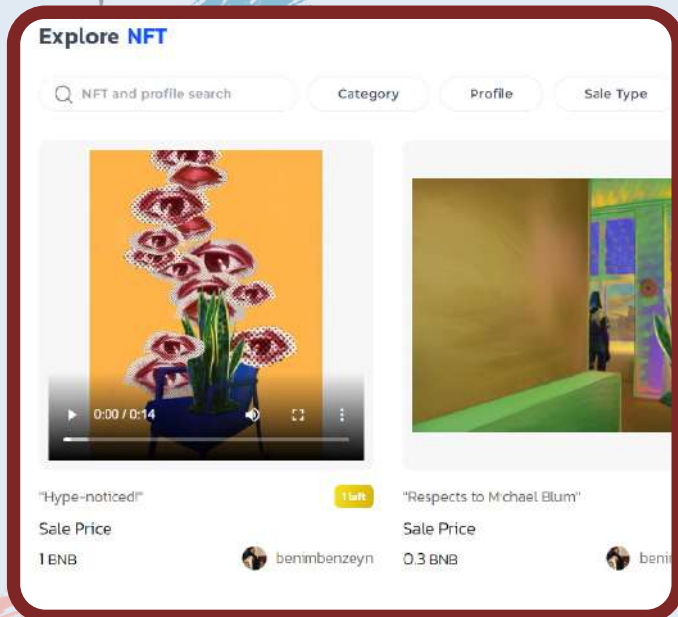 Explore NFT
NFT and profile search
Category
Profile
Sale Type
0:00 / 0:14
"Hype-noticed!"
1 left
Sale Price
1 BNB
benimbenzeyn
"Respects to Michael Blum"
Sale Price
0.3 BNB